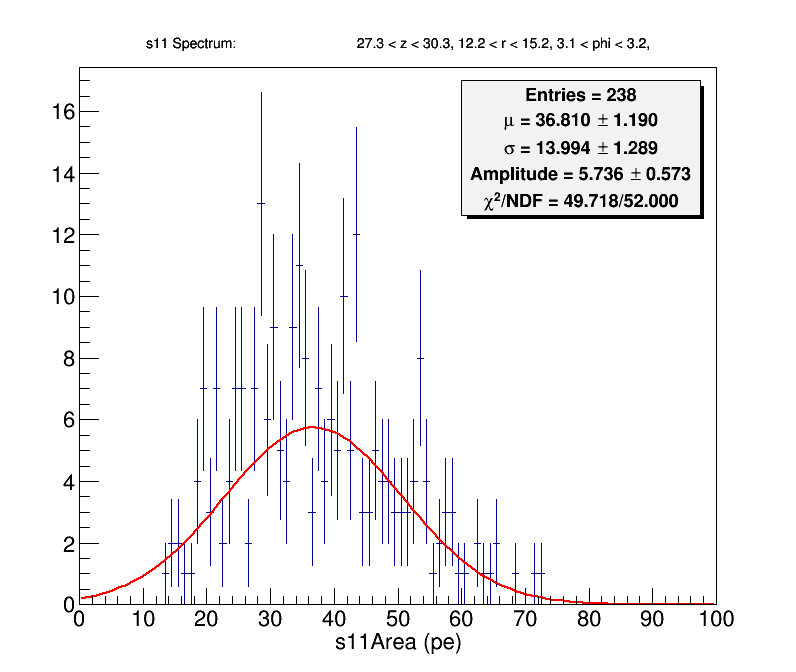 s11 Spectrum: 27.3 < z < 30.3, 12.2 < r < 15.2, 3.1 < phi < 3.2,
Entries = 238
μ = 36.810 ± 1.190
σ = 13.994 ± 1.289
Amplitude = 5.736 ± 0.573
χ²/NDF = 49.718/52.000
16
14
12
10
8
6
4
2
0
0 10 20 30 40 50 60 70 80 90 100
s11Area (pe)